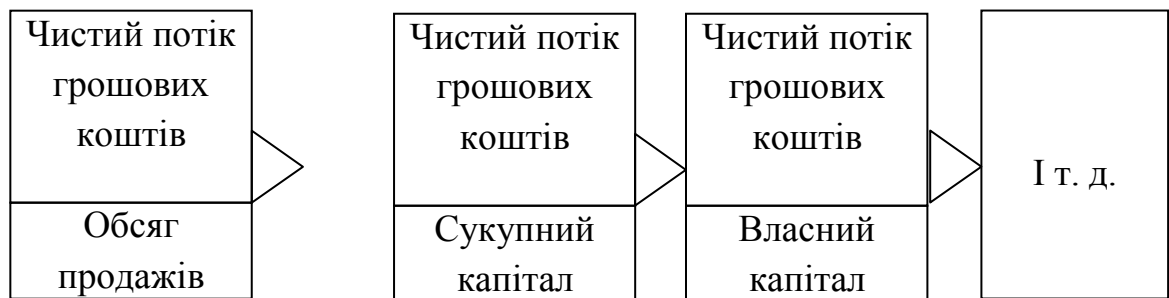 Чистий потік
грошових
коштів
Обсяг
продажів
Чистий потік
грошових
коштів
Сукупний
капітал
Чистий потік
грошових
коштів
Власний
капітал
І т. д.